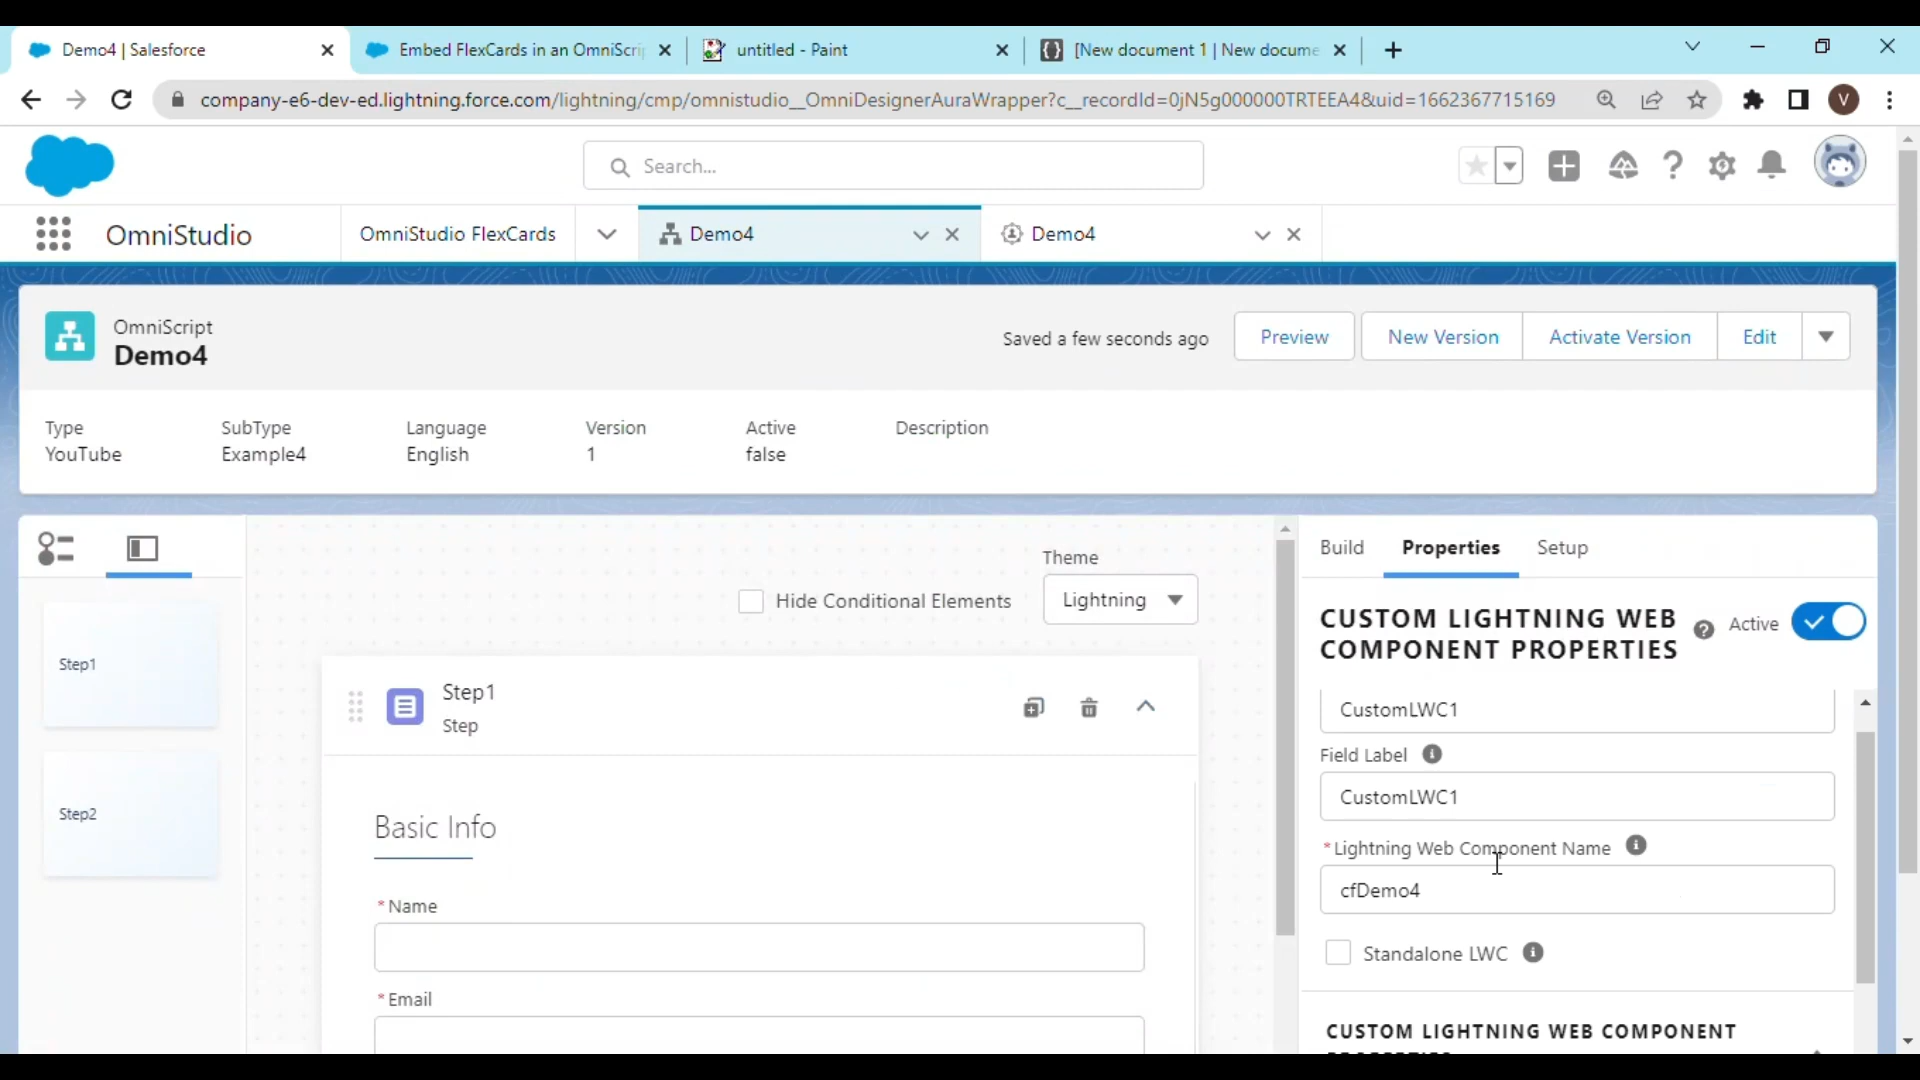 Demo4 | Salesforce
Embed FlexCards in an OmniScri
untitled - Paint
[New document 1 | New docume
company-e6-dev-ed.lightning.force.com/lightning/cmp/omnistudio__OmniDesignerAuraWrapper?c__recordId=0jN5g000000TRTEEA4&uid=1662367715169
V
Search...
OmniStudio
OmniStudio FlexCards
Demo4
Demo4
OmniScript
Demo4
Saved a few seconds ago
Preview
New Version
Activate Version
Edit
Type
SubType
Language
Version
Active
Description
YouTube
Example4
English
1
false
Build
Properties
Setup
Theme
Hide Conditional Elements
Lightning
CUSTOM LIGHTNING WEB
COMPONENT PROPERTIES
Active
Step1
Step2
Step1
Step
CustomLWC1
Field Label
CustomLWC1
*Lightning Web Component Name
cfDemo4
Standalone LWC
Basic Info
*Name
*Email
CUSTOM LIGHTNING WEB COMPONENT